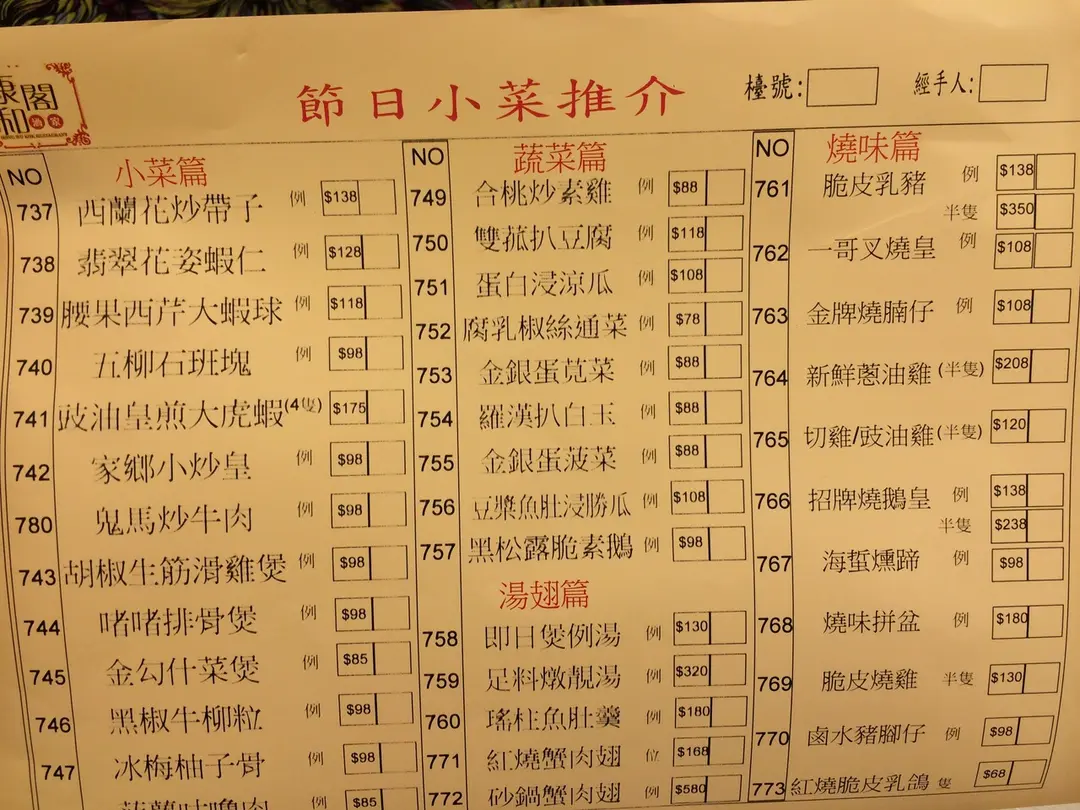 康閣
和酒家
節日小菜推介
檯號:
經手人:
NO 小菜篇
737 西蘭花炒帶子 例 $138
738 翡翠花姿蝦仁 例 $128
739 腰果西芹大蝦球 例 $118
740 五柳石班塊 例 $98
741 豉油皇煎大虎蝦(4隻) $175
742 家鄉小炒皇 例 $98
780 鬼馬炒牛肉 例 $98
743 胡椒生筋滑雞煲 例 $98
744 啫啫排骨煲 例 $98
745 金勾什菜煲 例 $85
746 黑椒牛柳粒 例 $98
747 冰梅柚子骨 例 $98
例 $85
NO 蔬菜篇
749 合桃炒素雞 例 $88
750 雙菰扒豆腐 例 $118
751 蛋白浸涼瓜 例 $108
752 腐乳椒絲通菜 例 $78
753 金銀蛋莧菜 例 $88
754 羅漢扒白玉 例 $88
755 金銀蛋菠菜 例 $88
756 豆漿魚肚浸勝瓜 例 $108
757 黑松露脆素鵝 例 $98
湯翅篇
758 即日煲例湯 例 $130
759 足料燉靚湯 例 $320
760 瑤柱魚肚羹 例 $180
771 紅燒蟹肉翅 位 $168
772 砂鍋蟹肉翅 例 $580
NO 燒味篇
761 脆皮乳豬 例 $138
半隻 $350
762 一哥叉燒皇 例 $108
763 金牌燒腩仔 例 $108
764 新鮮蔥油雞(半隻) $208
765 切雞/豉油雞(半隻) $120
766 招牌燒鵝皇 例 $138
半隻 $238
767 海蜇燻蹄 例 $98
768 燒味拼盆 例 $180
769 脆皮燒雞 半隻 $130
770 鹵水豬腳仔 例 $98
773 紅燒脆皮乳鴿 隻 $68